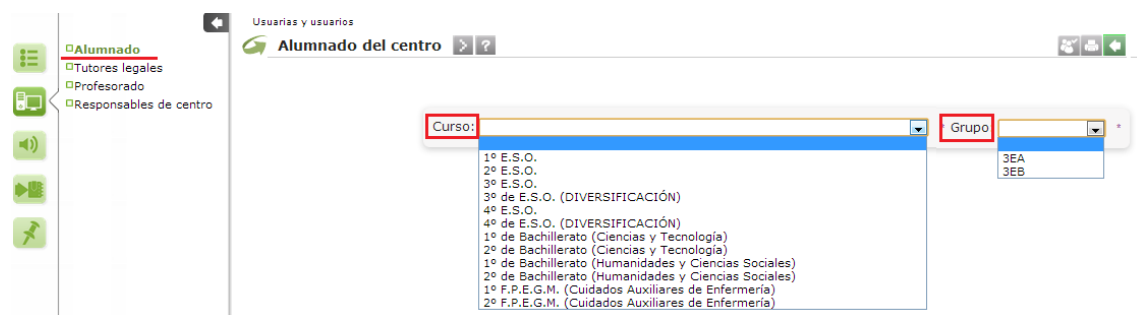 Usuarias y usuarios
Alumnado del centro ?
Alumnado
Tutores legales
Profesorado
Responsables de centro
Curso: * Grupo *
1º E.S.O.
2º E.S.O.
3º E.S.O.
3º de E.S.O. (DIVERSIFICACIÓN)
4º E.S.O.
4º de E.S.O. (DIVERSIFICACIÓN)
1º de Bachillerato (Ciencias y Tecnología)
2º de Bachillerato (Ciencias y Tecnología)
1º de Bachillerato (Humanidades y Ciencias Sociales)
2º de Bachillerato (Humanidades y Ciencias Sociales)
1º F.P.E.G.M. (Cuidados Auxiliares de Enfermería)
2º F.P.E.G.M. (Cuidados Auxiliares de Enfermería)
3EA
3EB